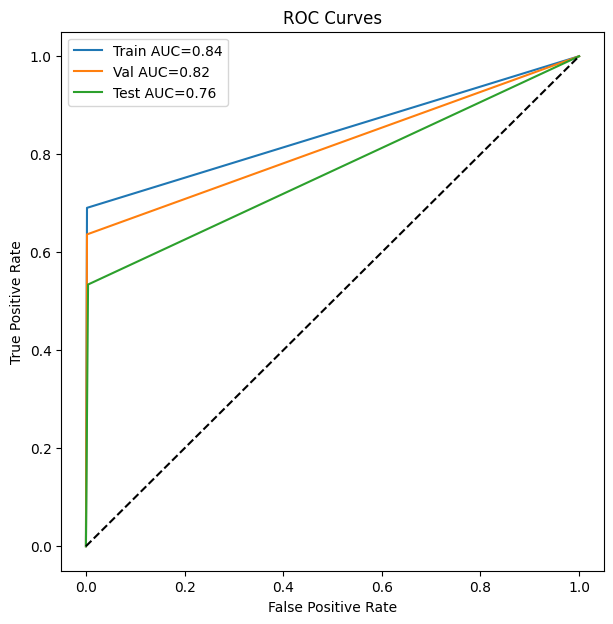 ROC Curves
Train AUC=0.84
Val AUC=0.82
Test AUC=0.76
True Positive Rate
1.0
0.8
0.6
0.4
0.2
0.0
0.0 0.2 0.4 0.6 0.8 1.0
False Positive Rate